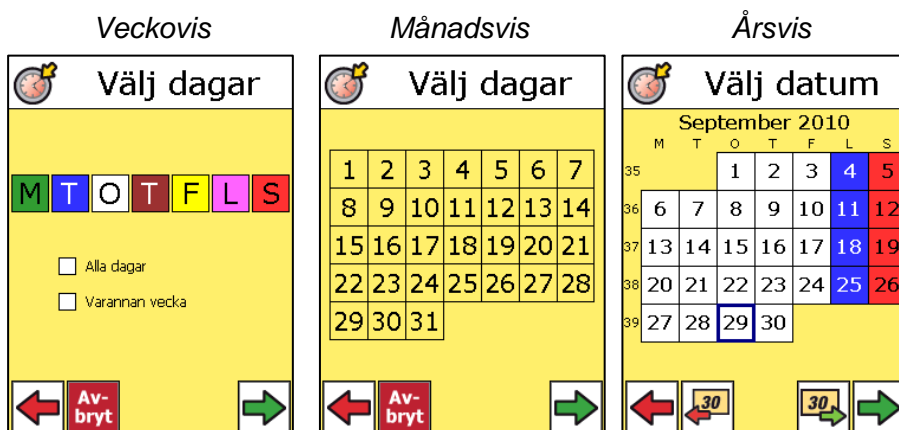 Veckovis
Välj dagar
M T O T F L S
Alla dagar
Varannan vecka
Av-
bryt
Månadsvis
Välj dagar
1 2 3 4 5 6 7
8 9 10 11 12 13 14
15 16 17 18 19 20 21
22 23 24 25 26 27 28
29 30 31
Av-
bryt
Årsvis
Välj datum
September 2010
M T O T F L S
35 1 2 3 4 5
36 6 7 8 9 10 11 12
37 13 14 15 16 17 18 19
38 20 21 22 23 24 25 26
39 27 28 29 30
30 30